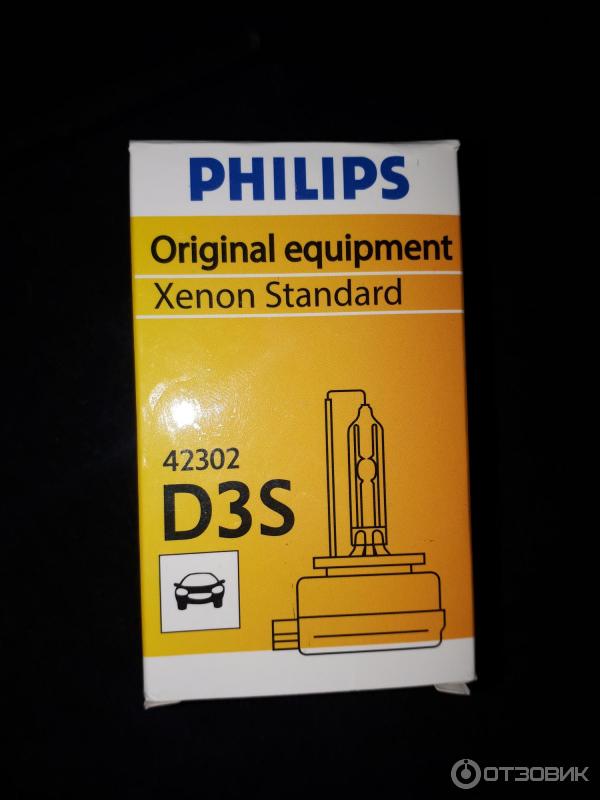 PHILIPS
Original equipment
Xenon Standard
42302
D3S
ОТЗОВИК